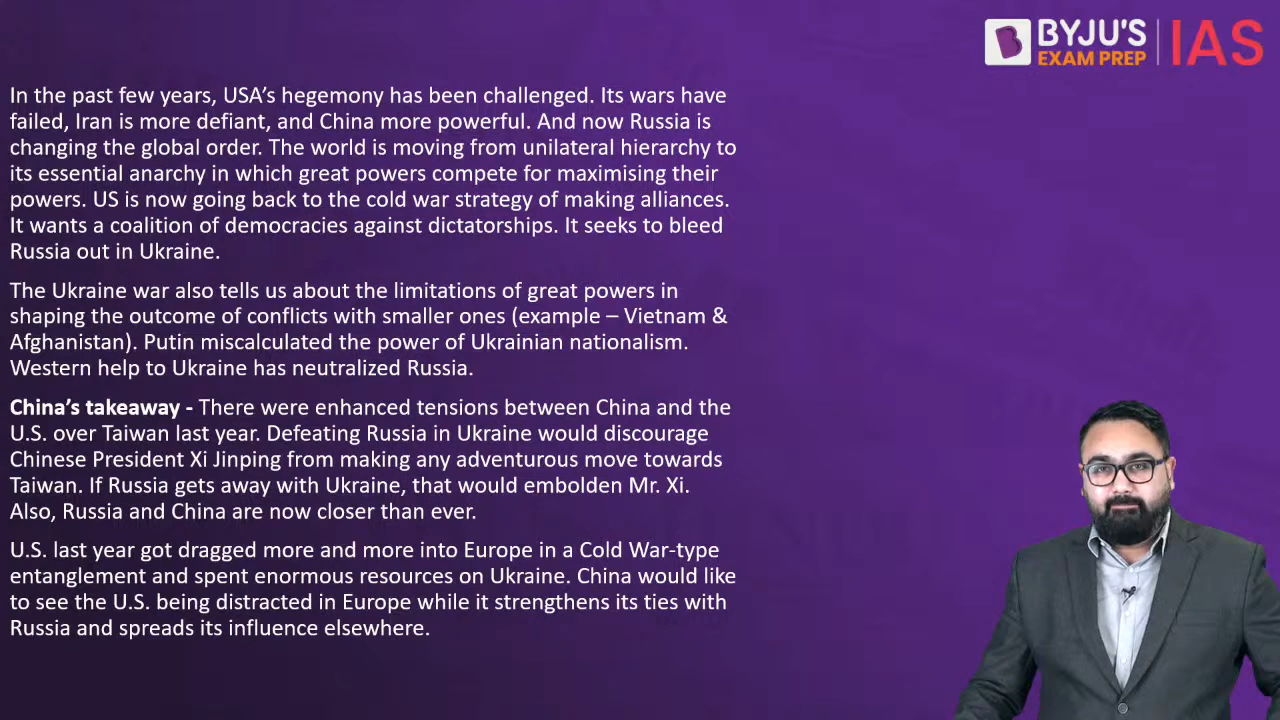 BYJU'S IAS
EXAM PREP
In the past few years, USA's hegemony has been challenged. Its wars have
failed, Iran is more defiant, and China more powerful. And now Russia is
changing the global order. The world is moving from unilateral hierarchy to
its essential anarchy in which great powers compete for maximising their
powers. US is now going back to the cold war strategy of making alliances.
It wants a coalition of democracies against dictatorships. It seeks to bleed
Russia out in Ukraine.
The Ukraine war also tells us about the limitations of great powers in
shaping the outcome of conflicts with smaller ones (example – Vietnam &
Afghanistan). Putin miscalculated the power of Ukrainian nationalism.
Western help to Ukraine has neutralized Russia.
China's takeaway - There were enhanced tensions between China and the
U.S. over Taiwan last year. Defeating Russia in Ukraine would discourage
Chinese President Xi Jinping from making any adventurous move towards
Taiwan. If Russia gets away with Ukraine, that would embolden Mr. Xi.
Also, Russia and China are now closer than ever.
U.S. last year got dragged more and more into Europe in a Cold War-type
entanglement and spent enormous resources on Ukraine. China would like
to see the U.S. being distracted in Europe while it strengthens its ties with
Russia and spreads its influence elsewhere.